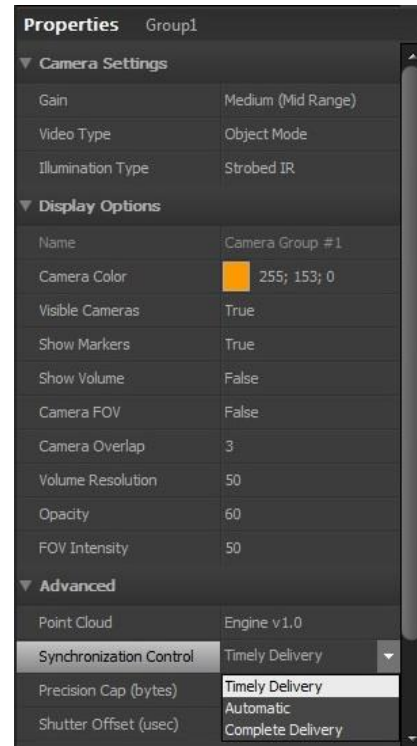 Properties Group1
Camera Settings
Gain Medium (Mid Range)
Video Type Object Mode
Illumination Type Strobed IR
Display Options
Name Camera Group #1
Camera Color 255; 153; 0
Visible Cameras True
Show Markers True
Show Volume False
Camera FOV False
Camera Overlap 3
Volume Resolution 50
Opacity 60
FOV Intensity 50
Advanced
Point Cloud Engine v1.0
Synchronization Control Timely Delivery
Precision Cap (bytes) Timely Delivery
Automatic
Shutter Offset (usec) Complete Delivery